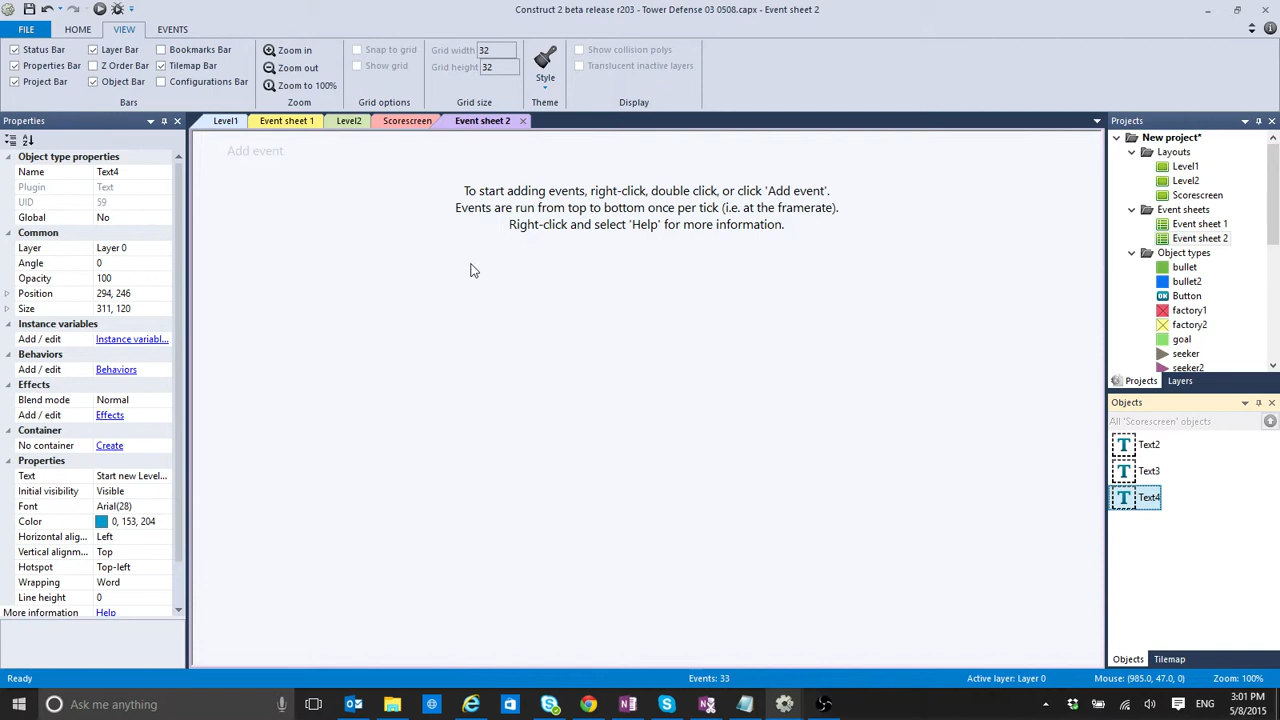 Construct 2 beta release r203 - Tower Defense 03 0508.capx - Event sheet 2
FILE HOME VIEW EVENTS
Status Bar Layer Bar Bookmarks Bar Zoom in Snap to grid Grid width 32 Show collision polys
Properties Bar Z Order Bar Tilemap Bar Zoom out Show grid Grid height 32 Translucent inactive layers
Project Bar Object Bar Configurations Bar Zoom to 100% Style
Bars Zoom Grid options Grid size Theme Display
Properties Level1 Event sheet 1 Level2 Scorescreen Event sheet 2 Projects
Object type properties
Name Text4
Plugin Text
UID 59
Global No
Common
Layer Layer 0
Angle 0
Opacity 100
Position 294, 246
Size 311, 120
Instance variables
Add / edit Instance variabl...
Behaviors
Add / edit Behaviors
Effects
Blend mode Normal
Add / edit Effects
Container
No container Create
Properties
Text Start new Level...
Initial visibility Visible
Font Arial(28)
Color 0, 153, 204
Horizontal alig... Left
Vertical alignm... Top
Hotspot Top-left
Wrapping Word
Line height 0
More information Help
Add event
To start adding events, right-click, double click, or click 'Add event'.
Events are run from top to bottom once per tick (i.e. at the framerate).
Right-click and select 'Help' for more information.
New project*
Layouts
Level1
Level2
Scorescreen
Event sheets
Event sheet 1
Event sheet 2
Object types
bullet
bullet2
OK Button
factory1
factory2
goal
seeker
seeker2
Projects Layers
Objects
All 'Scorescreen' objects
T Text2
T Text3
T Text4
Objects Tilemap
Ready Events: 33 Active layer: Layer 0 Mouse: (985.0, 47.0, 0) Zoom: 100%
Ask me anything ENG 3:01 PM
5/8/2015